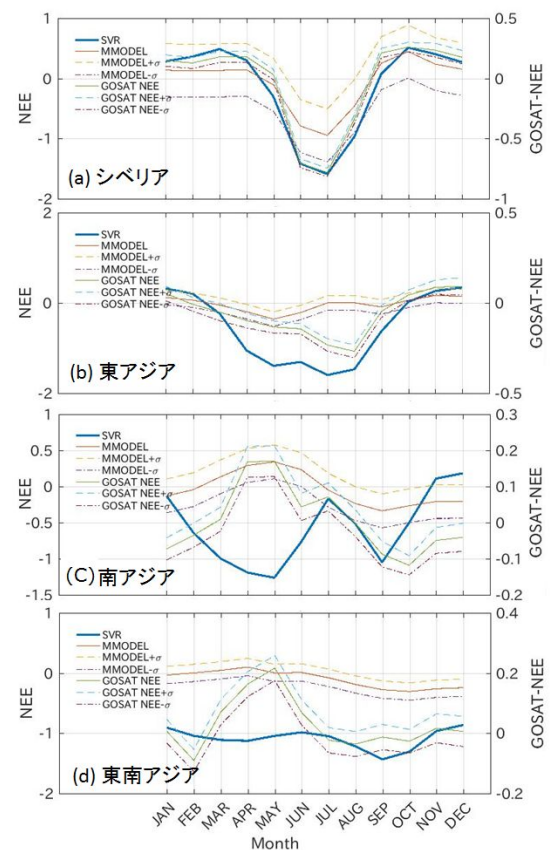 1
0.5
SVR
MMODEL
MMODEL+σ
MMODEL-σ
GOSAT NEE
GOSAT NEE+σ
GOSAT NEE-σ
NEE
0
0
GOSAT-NEE
-1
-0.5
(a) シベリア
-2
-1
2
0.5
SVR
MMODEL
MMODEL+σ
MMODEL-σ
GOSAT NEE
GOSAT NEE+σ
GOSAT NEE-σ
NEE
0
0
GOSAT-NEE
(b) 東アジア
-2
-0.5
1
0.3
SVR
MMODEL
MMODEL+σ
MMODEL-σ
GOSAT NEE
GOSAT NEE+σ
GOSAT NEE-σ
0.5
0.2
NEE
0
0.1
GOSAT-NEE
-0.5
0
-1
-0.1
(C) 南アジア
-1.5
-0.2
1
0.4
SVR
MMODEL
MMODEL+σ
MMODEL-σ
GOSAT NEE
GOSAT NEE+σ
GOSAT NEE-σ
NEE
0
0.2
GOSAT-NEE
-1
0
(d) 東南アジア
-2
-0.2
JAN FEB MAR APR MAY JUN JUL AUG SEP OCT NOV DEC
Month